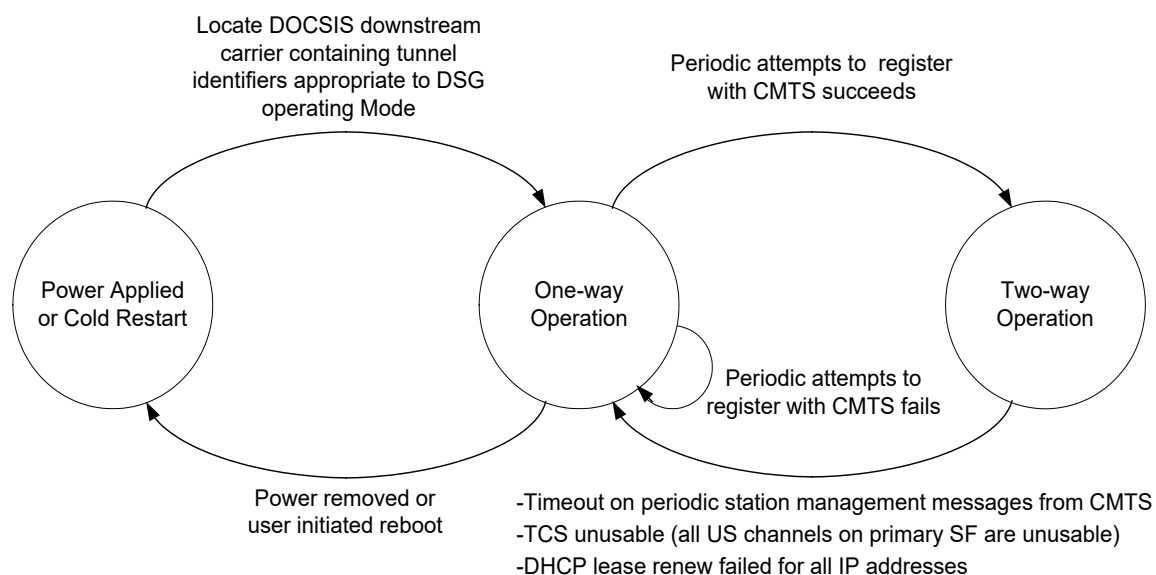 Locate DOCSIS downstream
carrier containing tunnel
identifiers appropriate to DSG
operating Mode
Periodic attempts to register
with CMTS succeeds
Power Applied
or Cold Restart
One-way
Operation
Two-way
Operation
Periodic attempts to
register with CMTS fails
Power removed or
user initiated reboot
-Timeout on periodic station management messages from CMTS
-TCS unusable (all US channels on primary SF are unusable)
-DHCP lease renew failed for all IP addresses